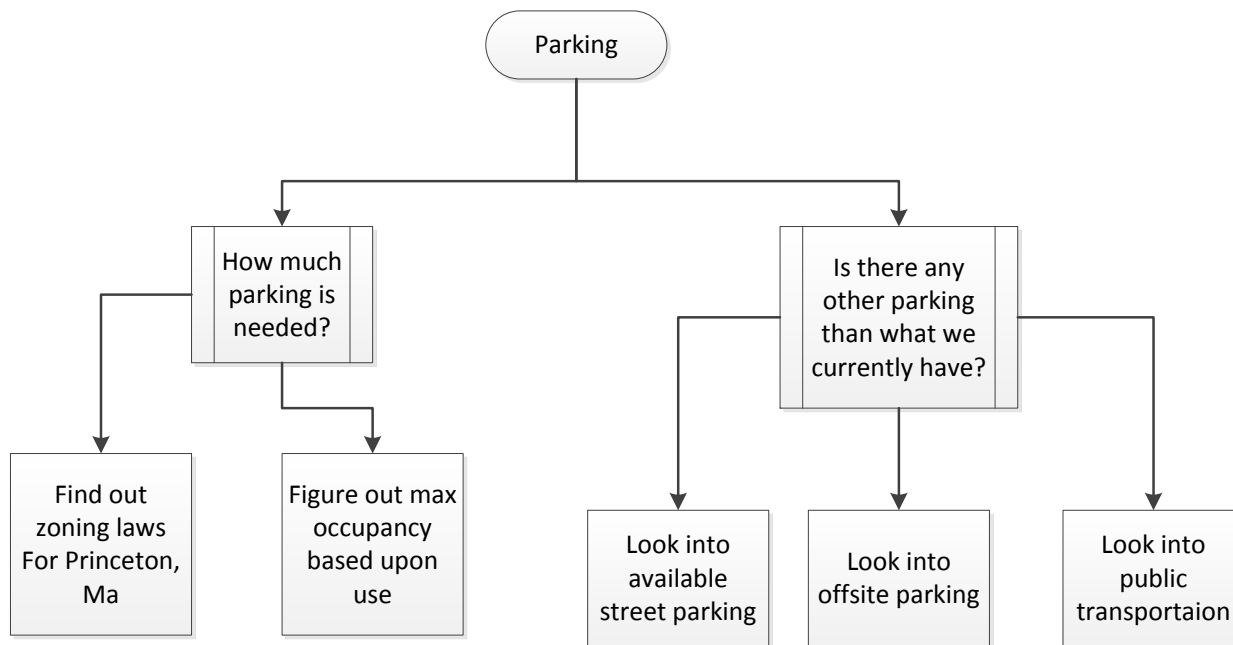 Parking
How much
parking is
needed?
Is there any
other parking
than what we
currently have?
Find out
zoning laws
For Princeton,
Ma
Figure out max
occupancy
based upon
use
Look into
available
street parking
Look into
offsite parking
Look into
public
transportaion